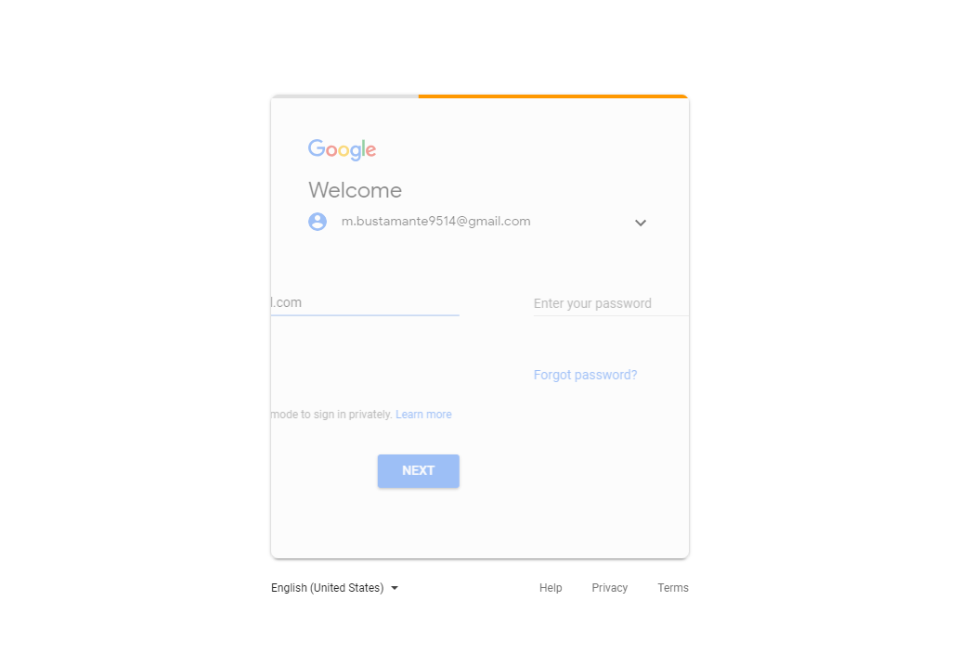 Google
Welcome
m.bustamante9514@gmail.com
l.com
Enter your password
Forgot password?
mode to sign in privately. Learn more
NEXT
English (United States)
Help Privacy Terms